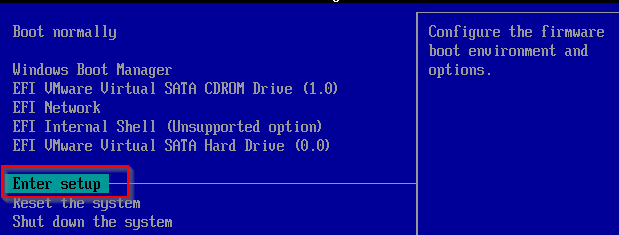 Boot normally
Windows Boot Manager
EFI VMware Virtual SATA CDROM Drive (1.0)
EFI Network
EFI Internal Shell (Unsupported option)
EFI VMware Virtual SATA Hard Drive (0.0)
Enter setup
Reset the system
Shut down the system
Configure the firmware
boot environment and
options.